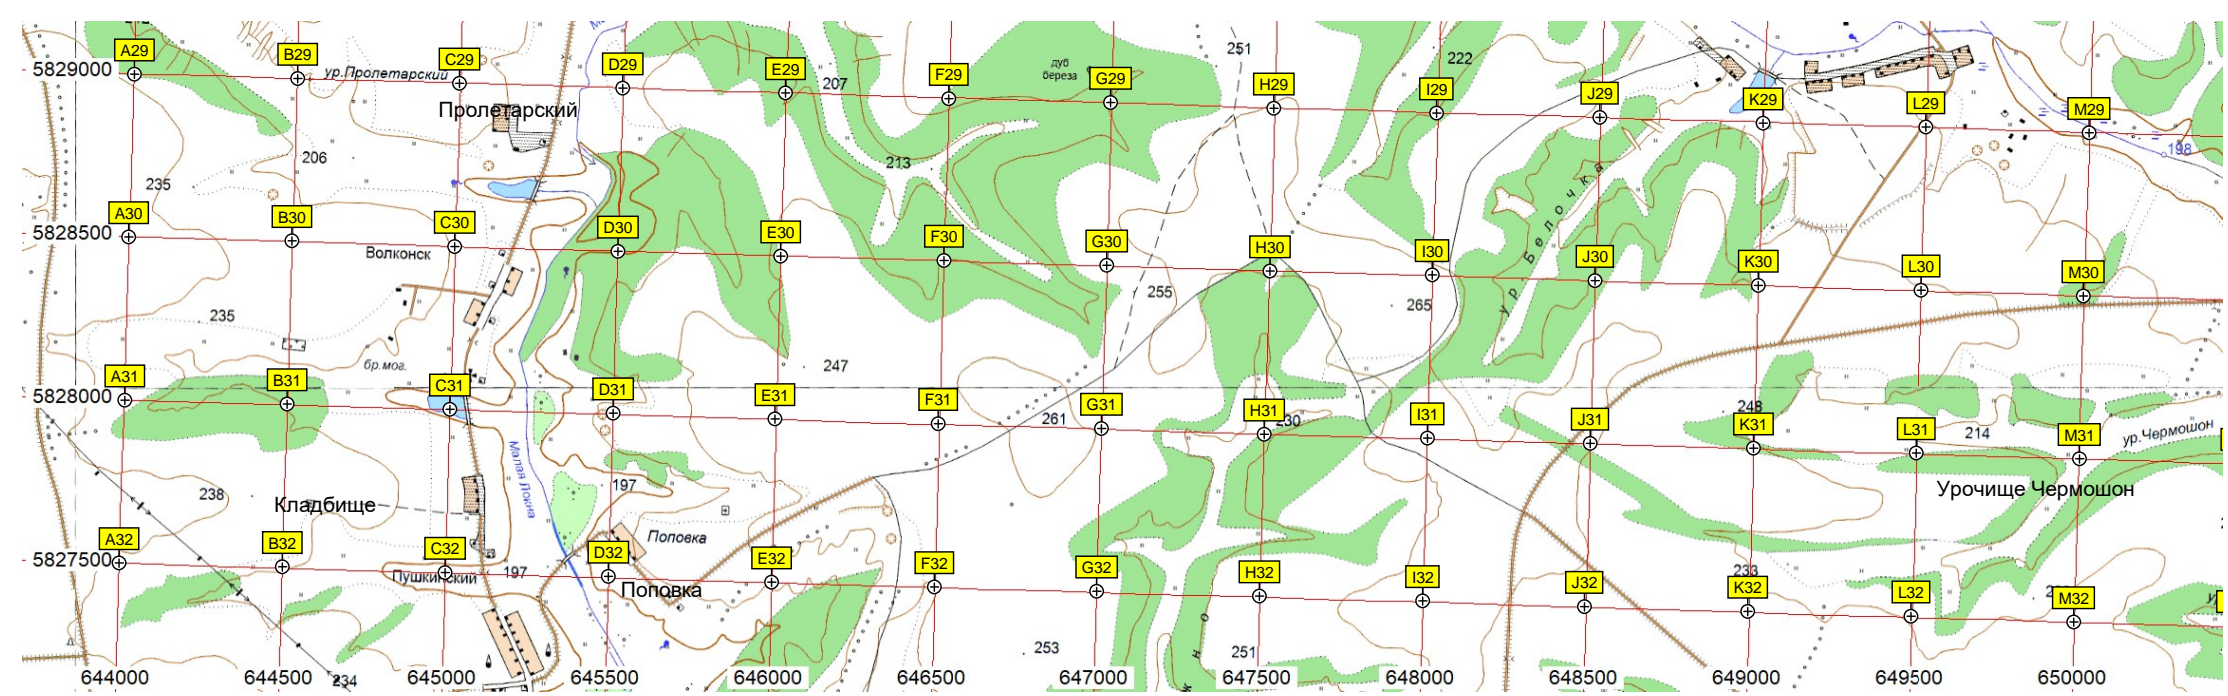 251
222
дуб
береза
A29 B29 C29 D29 E29 F29 G29 H29 I29 J29 K29 L29 M29
5829000
ур.Пролетарский
207
Пролетарский
206
213
198
235
ур. Белочка
A30 B30 C30 D30 E30 F30 G30 H30 I30 J30 K30 L30 M30
5828500
Волконск
255
265
235
247
бр.мог.
A31 B31 C31 D31 E31 F31 G31 H31 I31 J31 K31 L31 M31
5828000
261
230
248
214
ур.Чермошон
Малая Локна
238
197
Кладбище
Урочище Чермошон
Поповка
A32 B32 C32 D32 E32 F32 G32 H32 I32 J32 K32 L32 M32
5827500
Пушкинский
197
233
Поповка
253
251
234
644000 644500 645000 645500 646000 646500 647000 647500 648000 648500 649000 649500 650000